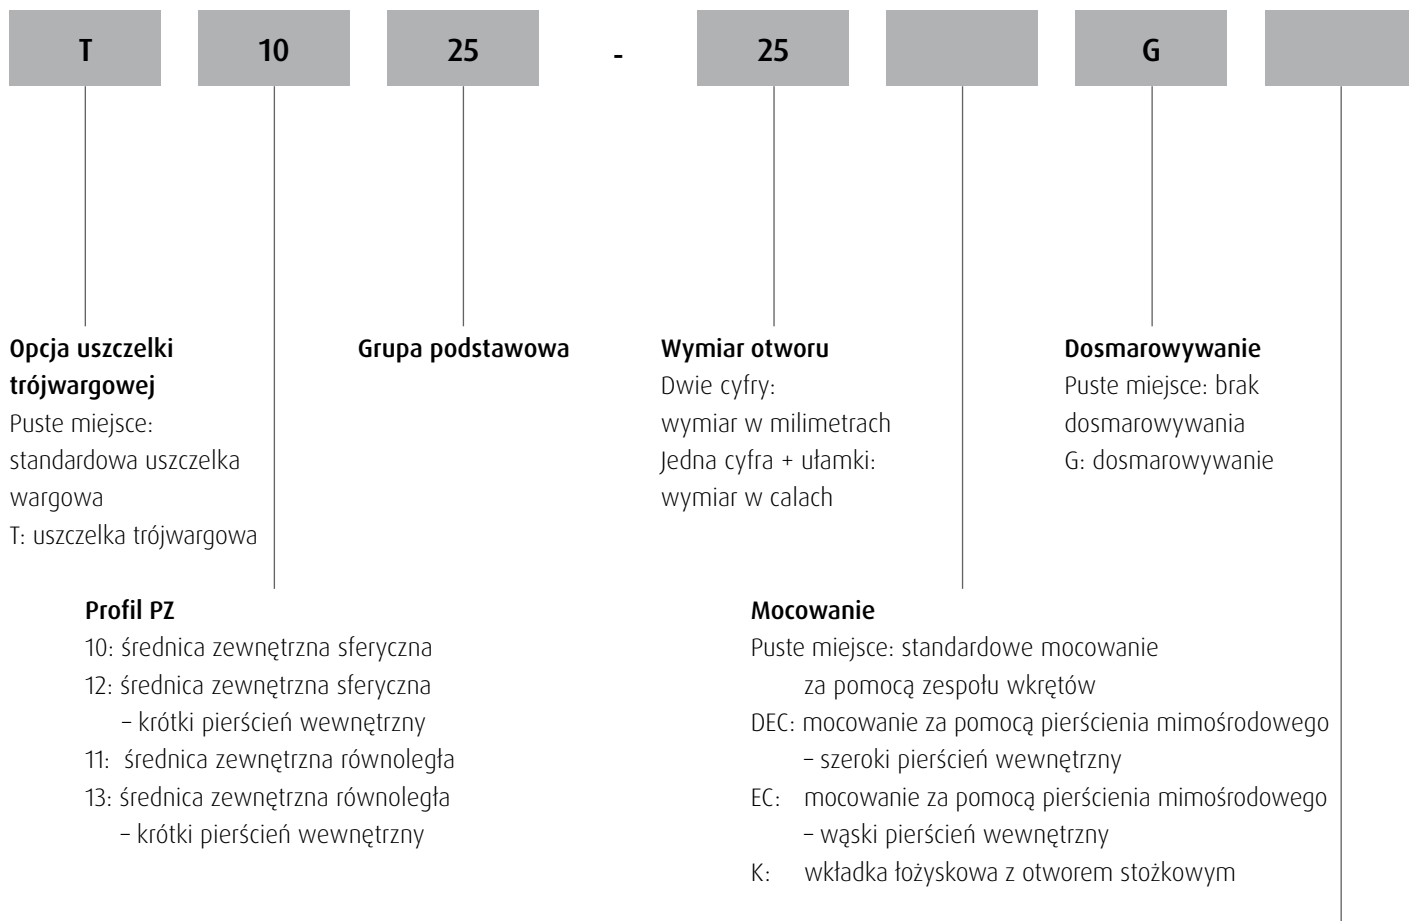 T 10 25 - 25 G
Opcja uszczelki
trójwargowej
Puste miejsce:
standardowa uszczelka
wargowa
T: uszczelka trójwargowa
Grupa podstawowa
Wymiar otworu
Dwie cyfry:
wymiar w milimetrach
Jedna cyfra + ułamki:
wymiar w calach
Dosmarowywanie
Puste miejsce: brak
dosmarowywania
G: dosmarowywanie
Profil PZ
10: średnica zewnętrzna sferyczna
12: średnica zewnętrzna sferyczna
– krótki pierścień wewnętrzny
11: średnica zewnętrzna równoległa
13: średnica zewnętrzna równoległa
– krótki pierścień wewnętrzny
Mocowanie
Puste miejsce: standardowe mocowanie
za pomocą zespołu wkrętów
DEC: mocowanie za pomocą pierścienia mimośrodowego
– szeroki pierścień wewnętrzny
EC: mocowanie za pomocą pierścienia mimośrodowego
– wąski pierścień wewnętrzny
K: wkładka łożyskowa z otworem stożkowym